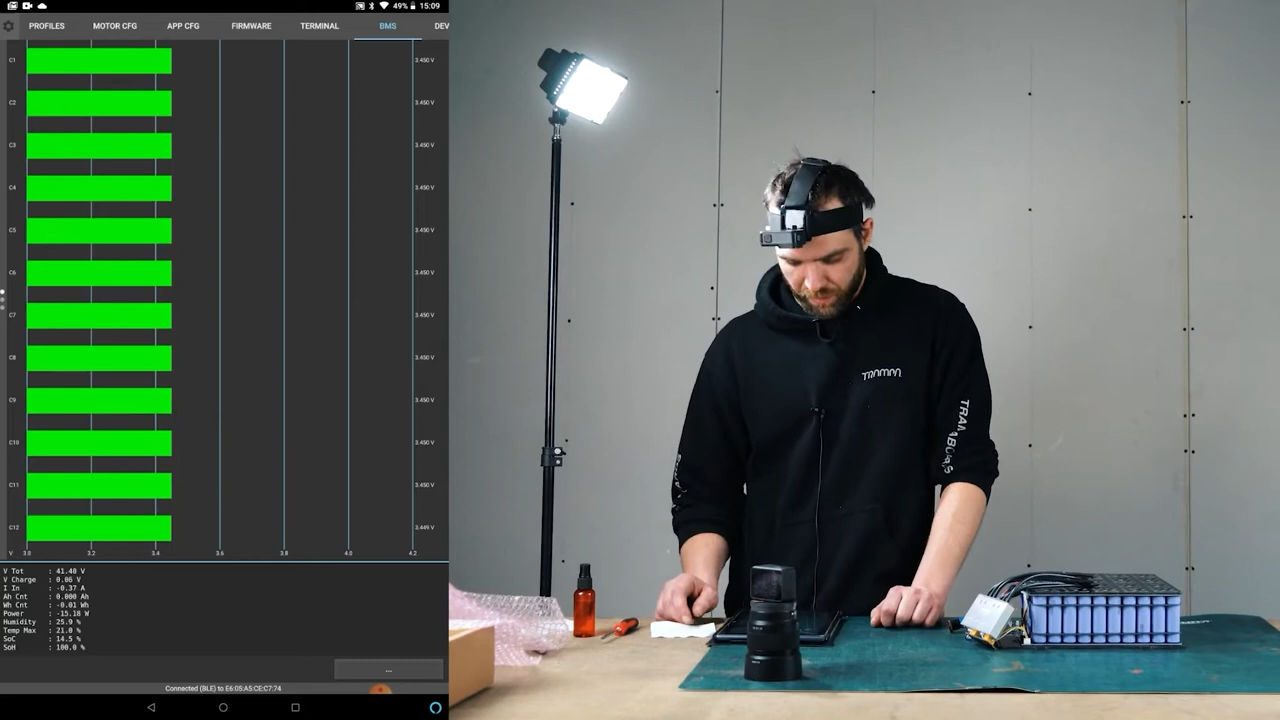 49% 15:09
PROFILES MOTOR CFG APP CFG FIRMWARE TERMINAL BMS DEV
C1 3.450 V
C2 3.450 V
C3 3.450 V
C4 3.450 V
C5 3.450 V
C6 3.450 V
C7 3.450 V
C8 3.450 V
C9 3.450 V
C10 3.450 V
C11 3.450 V
C12 3.449 V
V 3.0 3.2 3.4 3.6 3.8 4.0 4.2
V Tot : 41.40 V
V Charge : 0.06 V
I In : -0.37 A
Ah Cnt : 0.000 Ah
Wh Cnt : -0.01 Wh
Power : -15.18 W
Humidity : 25.9 %
Temp Max : 21.0 %
SoC : 14.5 %
SoH : 100.0 %
...
Connected (BLE) to E6:05:A5:CE:C7:74
TRAMPA